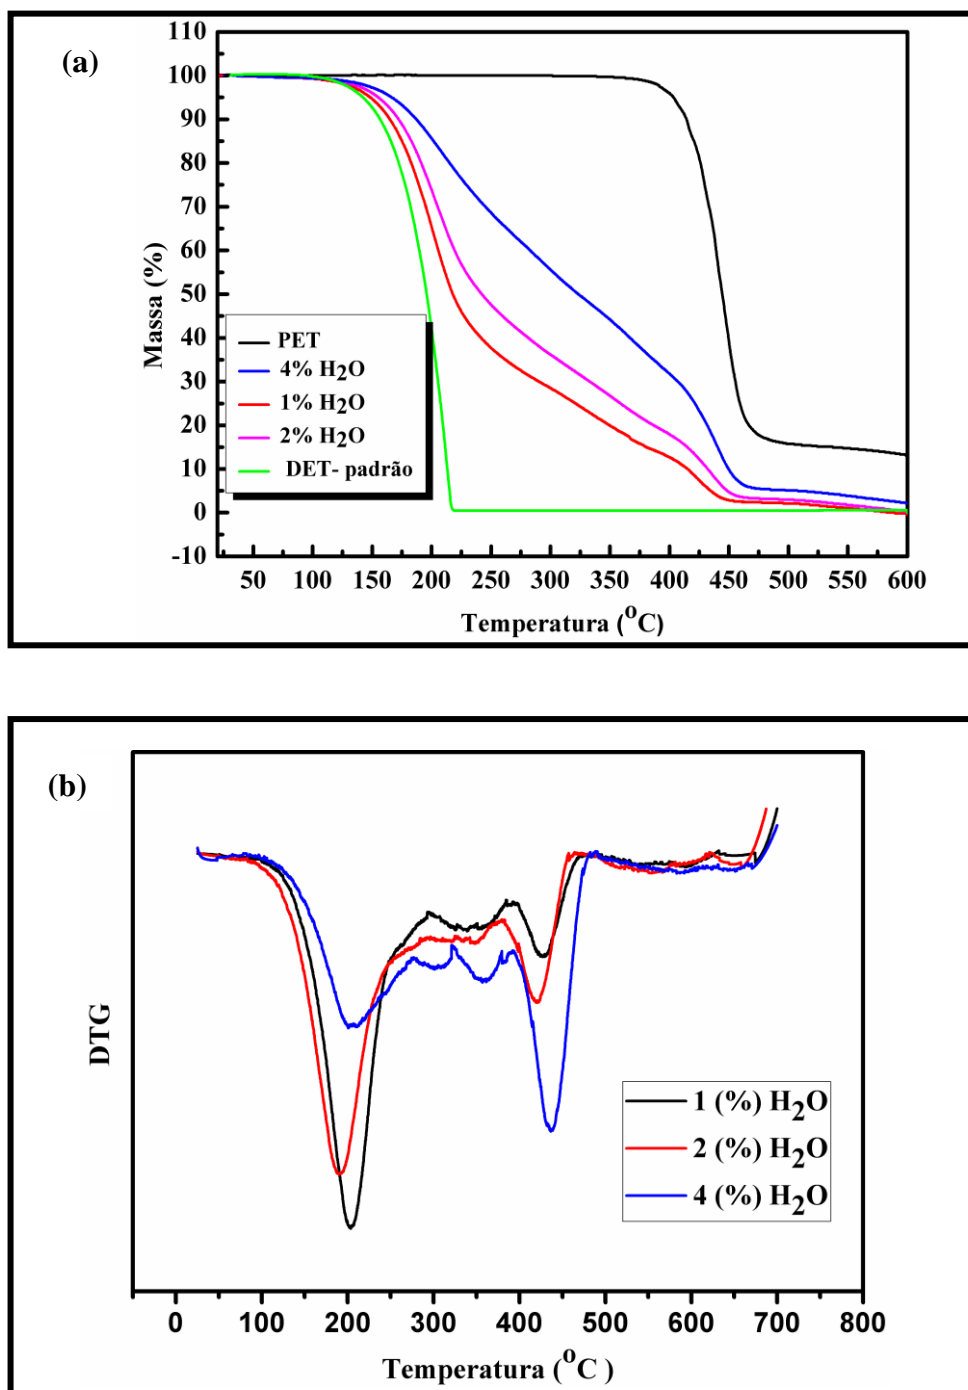 (a)
110
100
90
80
70
60
50
40
30
20
10
0
-10
Massa (%)
PET
4% H2O
1% H2O
2% H2O
DET- padrão
50 100 150 200 250 300 350 400 450 500 550 600
Temperatura (oC)
(b)
DTG
1 (%) H2O
2 (%) H2O
4 (%) H2O
0 100 200 300 400 500 600 700 800
Temperatura (oC )